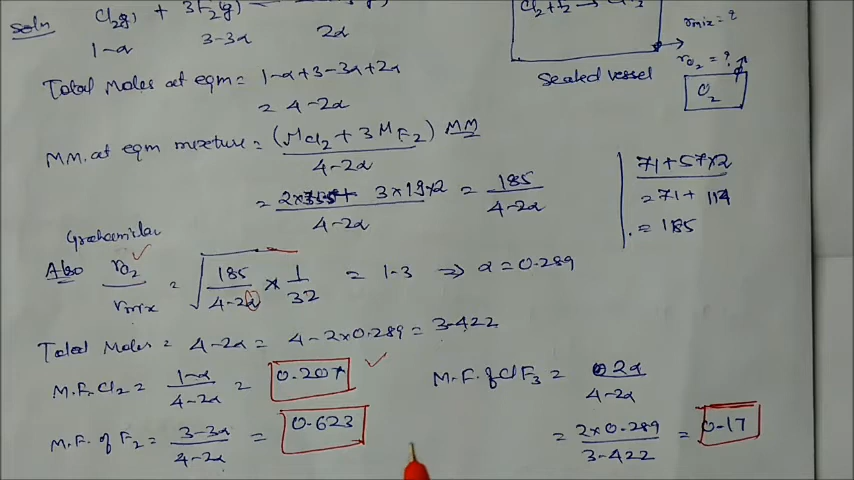 Soln Cl2(g) + 3F2(g)
1-α 3-3α 2α
Total Moles at eqm = 1-α+3-3α+2α
= 4-2α
MM. at eqm mixture = (MCl2 + 3MF2) MM
4-2α
= 2×35.5+ 3×19×2 = 185
4-2α 4-2α
Cl2+F2 → 
rmix = ?
Sealed vessel
rO2 = ?
O2
71+57×2
= 71 + 114
= 185
Also rO2 = √ 185 × 1 = 1.3 ⇒ α = 0.289
rmix 4-2α 32
Total Moles = 4-2α = 4-2×0.289 = 3.422
M.F. Cl2 = 1-α = 0.207
4-2α
M.F. of F2 = 3-3α = 0.623
4-2α
M.F. of ClF3 = 2α
4-2α
= 2×0.289 = 0.17
3.422